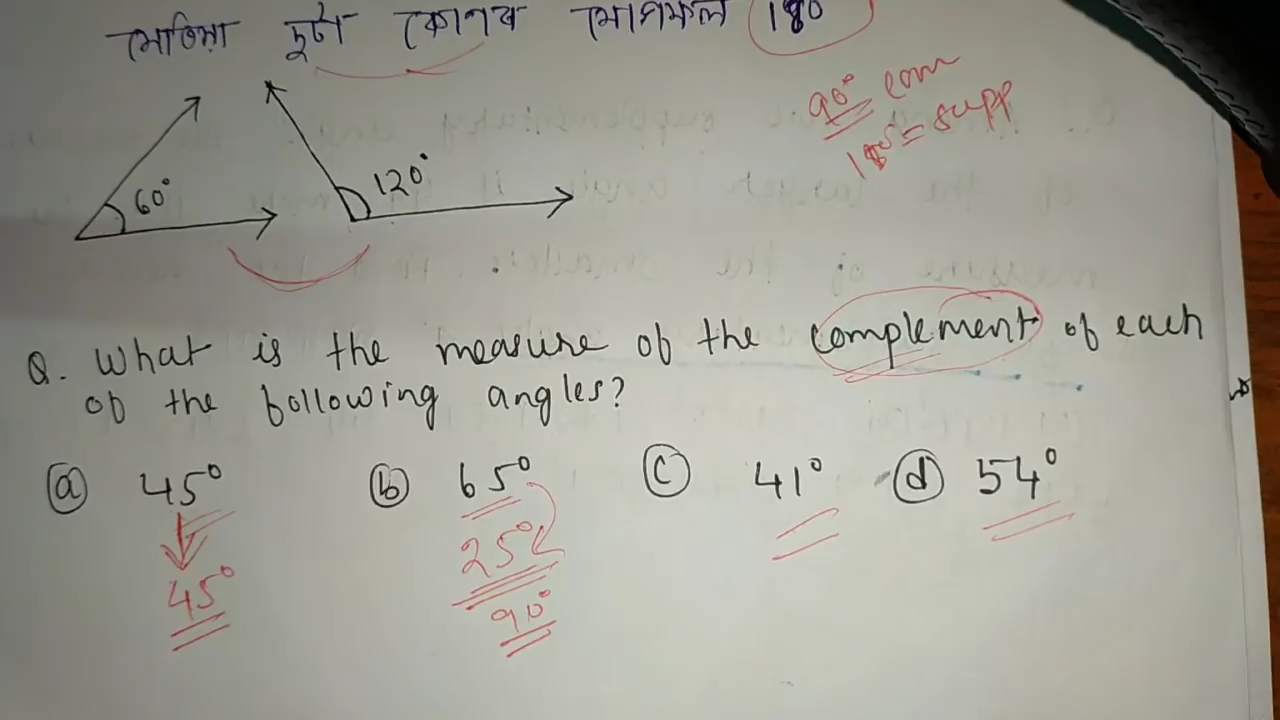 যেতিয়া দুটা কোণৰ যোগফল 180
90° com
180 = supp
60°
120°
Q. What is the measure of the complement of each
of the following angles?
(a) 45° (b) 65° (c) 41° (d) 54°
45° 25°
90°